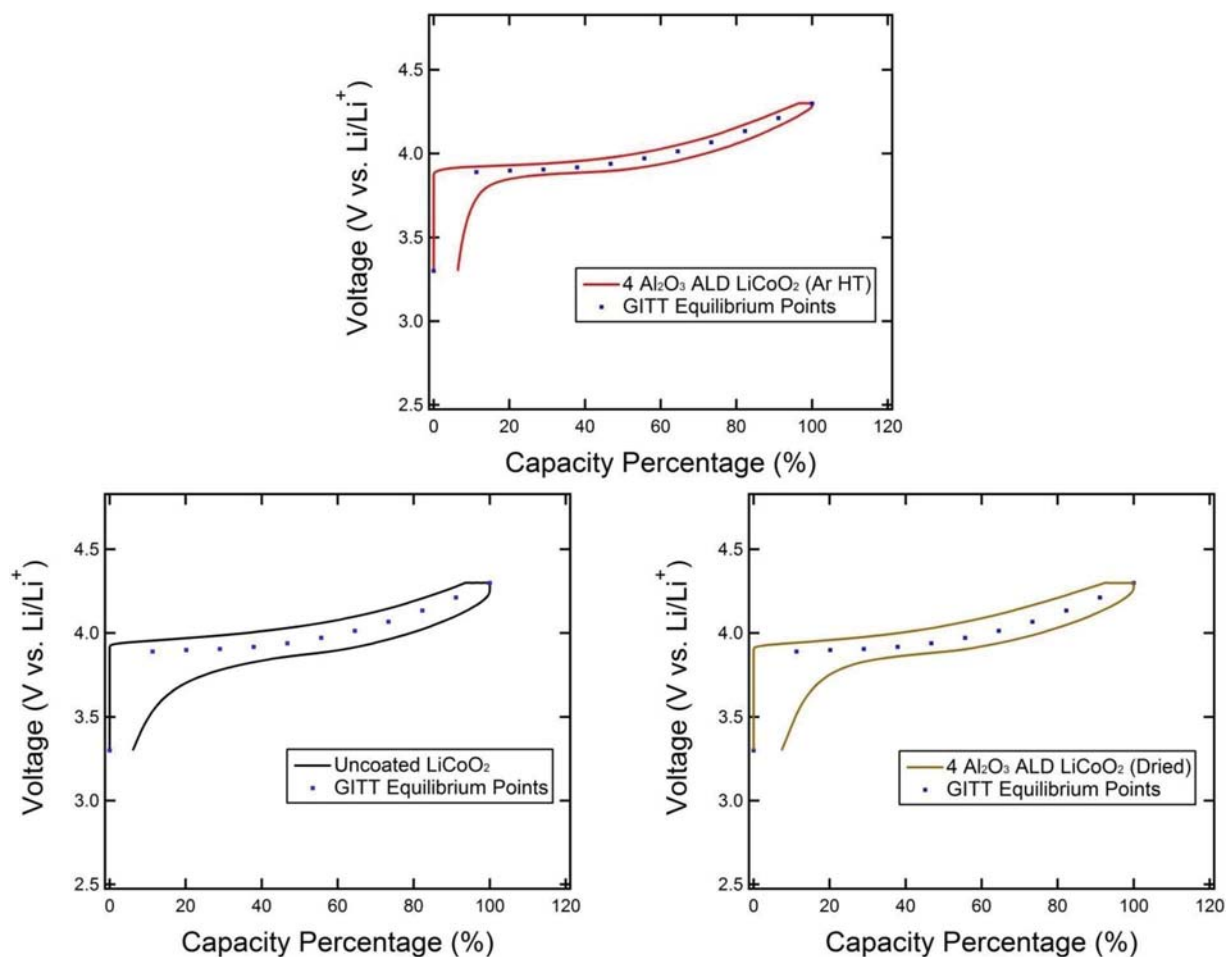 4.5
4.0
3.5
3.0
2.5
Voltage (V vs. Li/Li⁺)
4 Al₂O₃ ALD LiCoO₂ (Ar HT)
GITT Equilibrium Points
0 20 40 60 80 100 120
Capacity Percentage (%)
4.5
4.0
3.5
3.0
2.5
Voltage (V vs. Li/Li⁺)
Uncoated LiCoO₂
GITT Equilibrium Points
0 20 40 60 80 100 120
Capacity Percentage (%)
4.5
4.0
3.5
3.0
2.5
Voltage (V vs. Li/Li⁺)
4 Al₂O₃ ALD LiCoO₂ (Dried)
GITT Equilibrium Points
0 20 40 60 80 100 120
Capacity Percentage (%)